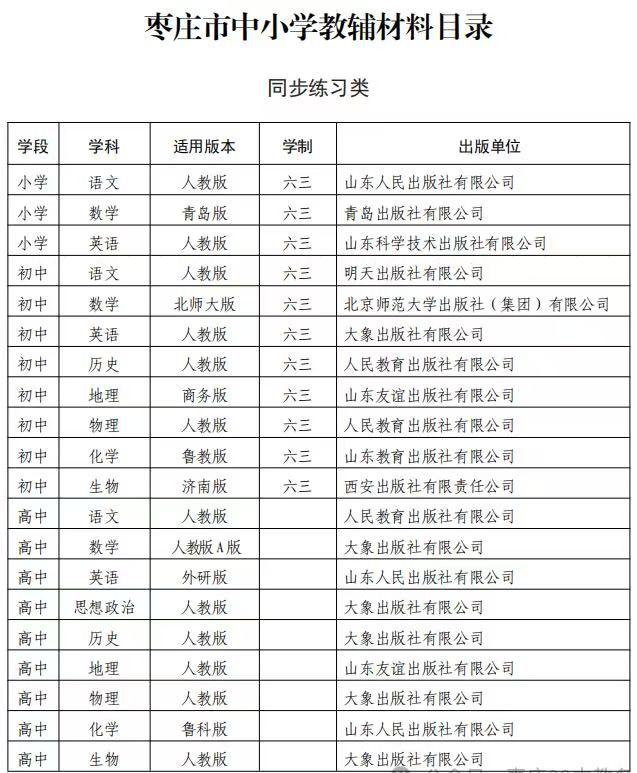 枣庄市中小学教辅材料目录
同步练习类
学段 学科 适用版本 学制 出版单位
小学 语文 人教版 六三 山东人民出版社有限公司
小学 数学 青岛版 六三 青岛出版社有限公司
小学 英语 人教版 六三 山东科学技术出版社有限公司
初中 语文 人教版 六三 明天出版社有限公司
初中 数学 北师大版 六三 北京师范大学出版社（集团）有限公司
初中 英语 人教版 六三 大象出版社有限公司
初中 历史 人教版 六三 人民教育出版社有限公司
初中 地理 商务版 六三 山东友谊出版社有限公司
初中 物理 人教版 六三 人民教育出版社有限公司
初中 化学 鲁教版 六三 山东教育出版社有限公司
初中 生物 济南版 六三 西安出版社有限责任公司
高中 语文 人教版 人民教育出版社有限公司
高中 数学 人教版A版 大象出版社有限公司
高中 英语 外研版 山东人民出版社有限公司
高中 思想政治 人教版 大象出版社有限公司
高中 历史 人教版 大象出版社有限公司
高中 地理 人教版 山东友谊出版社有限公司
高中 物理 人教版 大象出版社有限公司
高中 化学 鲁科版 山东人民出版社有限公司
高中 生物 人教版 大象出版社有限公司